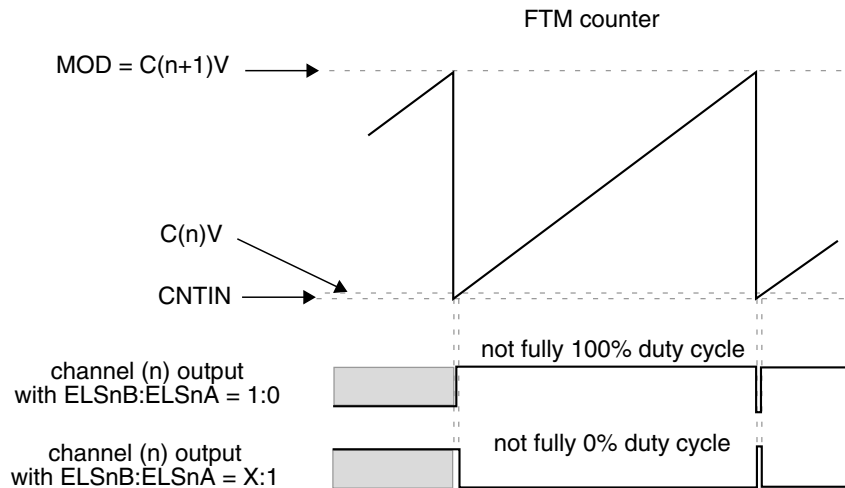 FTM counter
MOD = C(n+1)V
C(n)V
CNTIN
not fully 100% duty cycle
channel (n) output
with ELSnB:ELSnA = 1:0
not fully 0% duty cycle
channel (n) output
with ELSnB:ELSnA = X:1